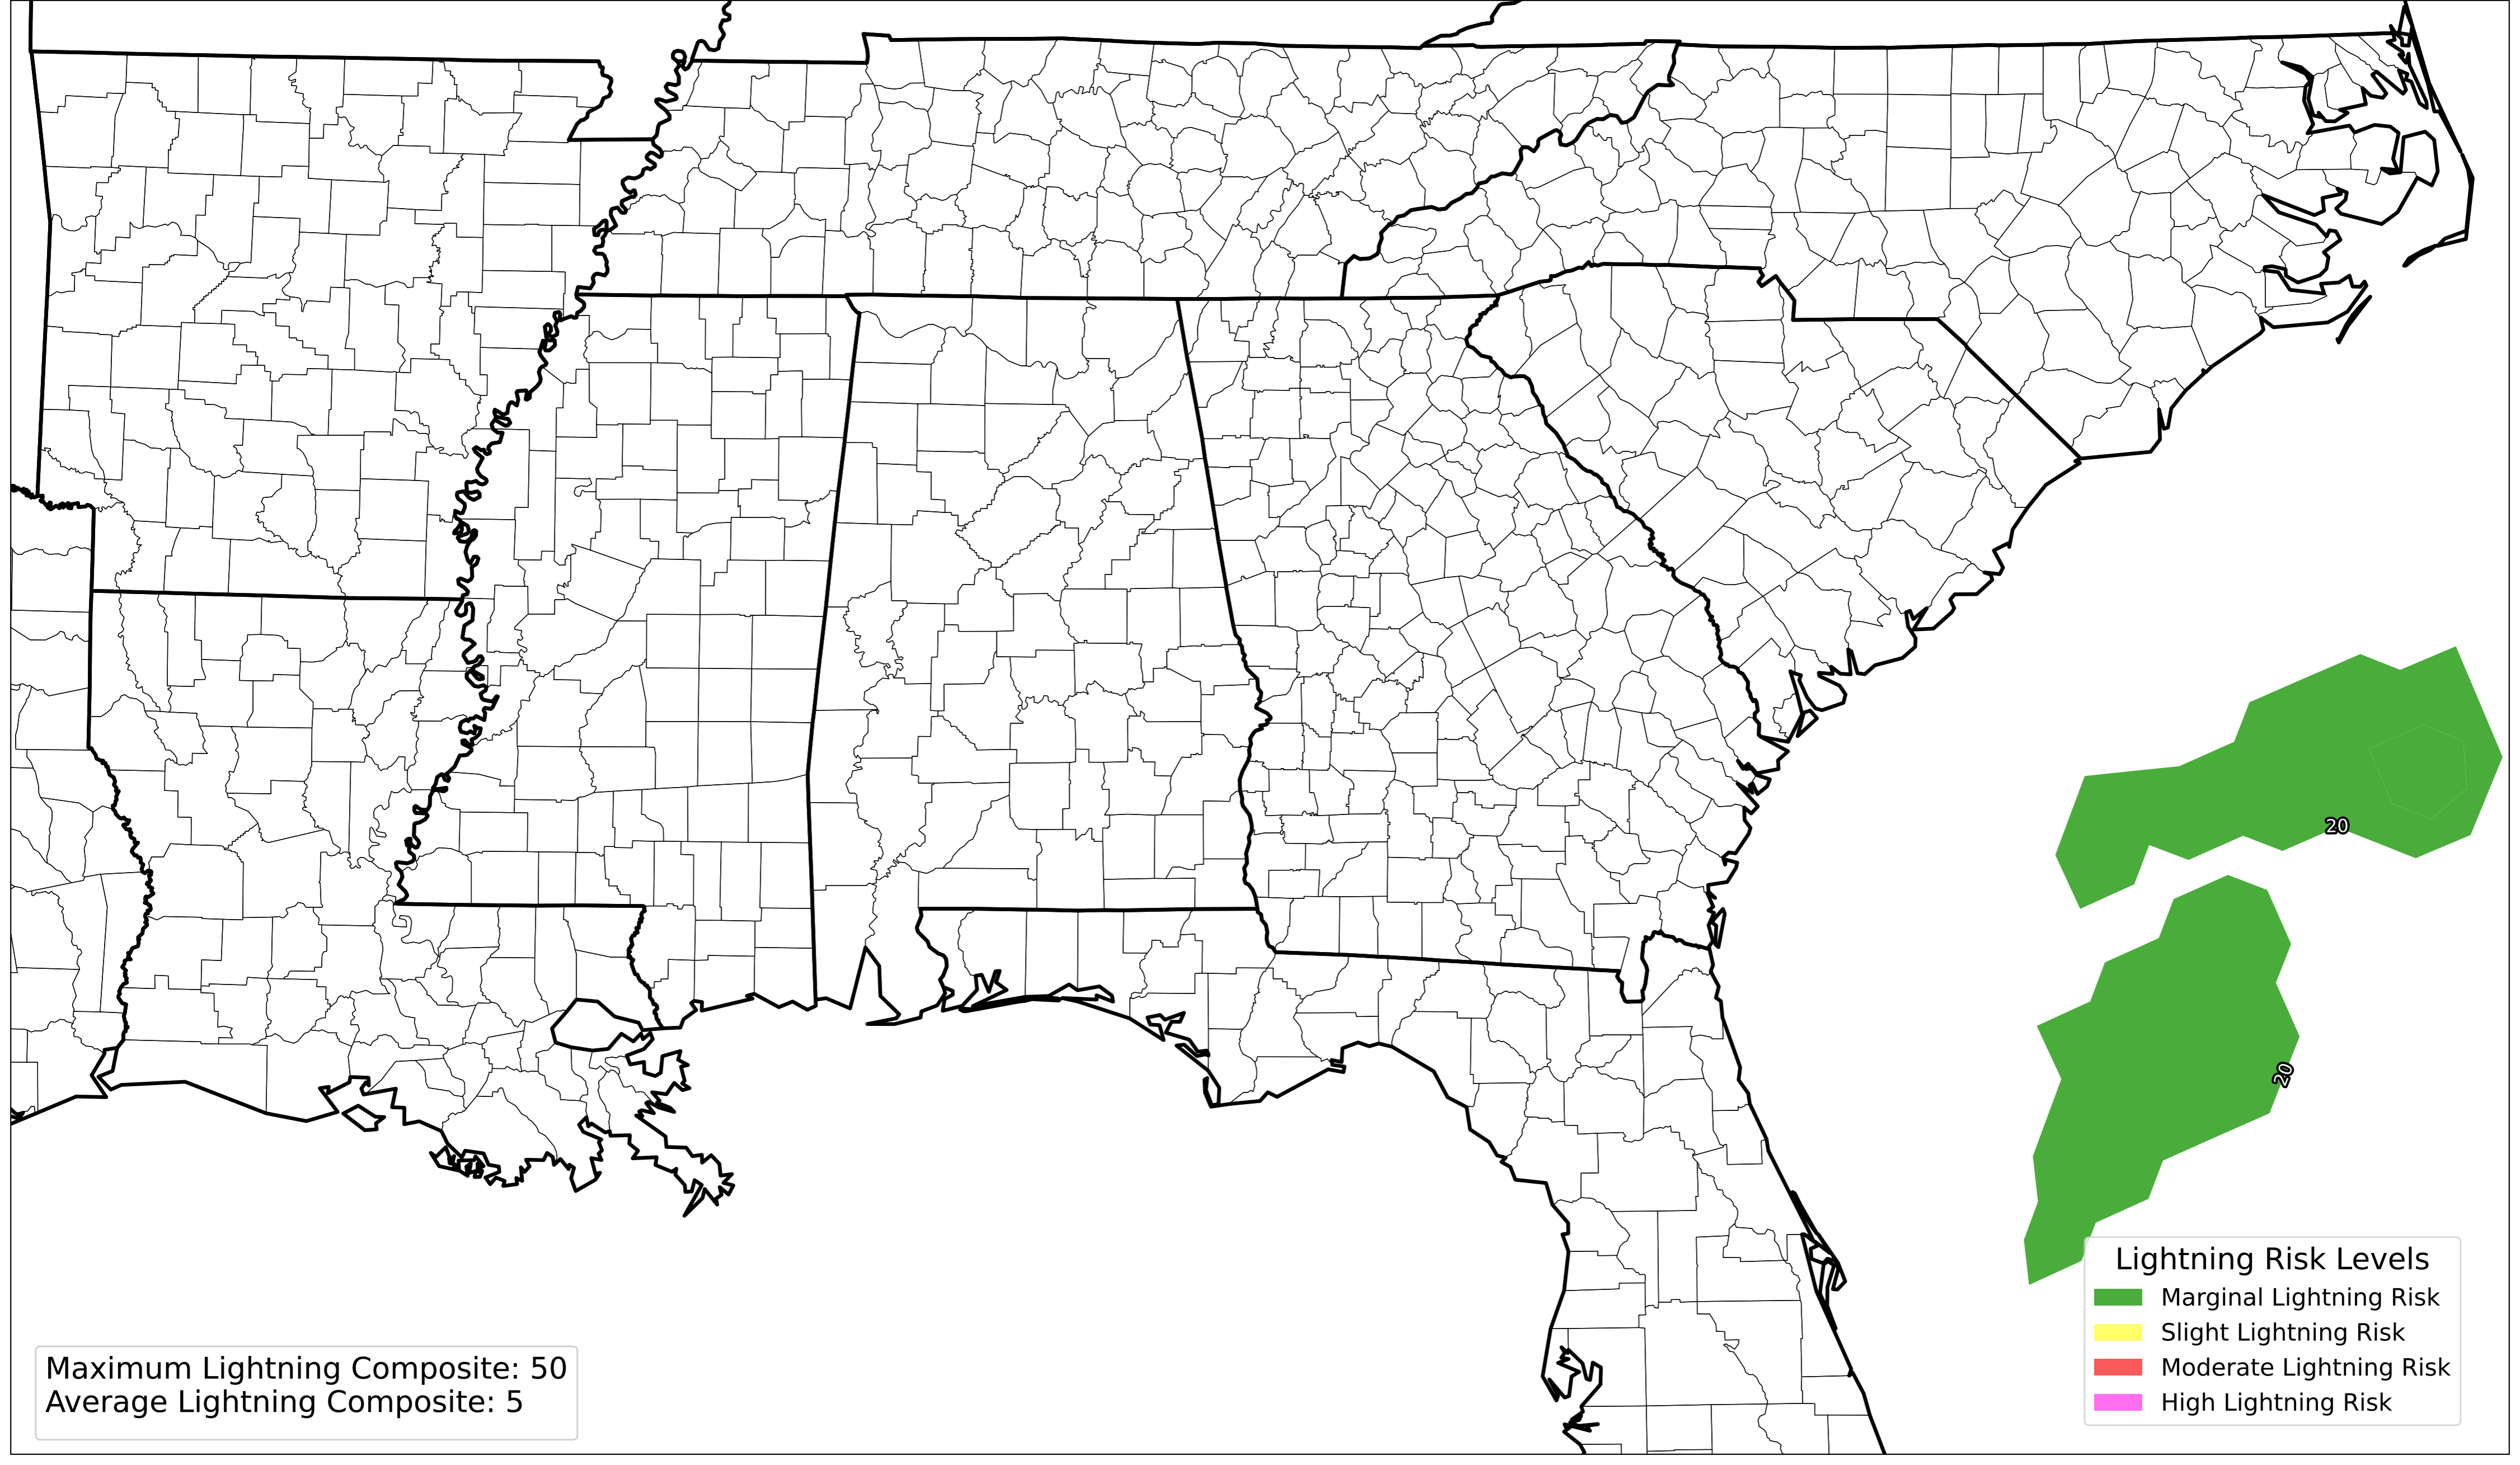 20
20
Lightning Risk Levels
Marginal Lightning Risk
Slight Lightning Risk
Moderate Lightning Risk
High Lightning Risk
Maximum Lightning Composite: 50
Average Lightning Composite: 5